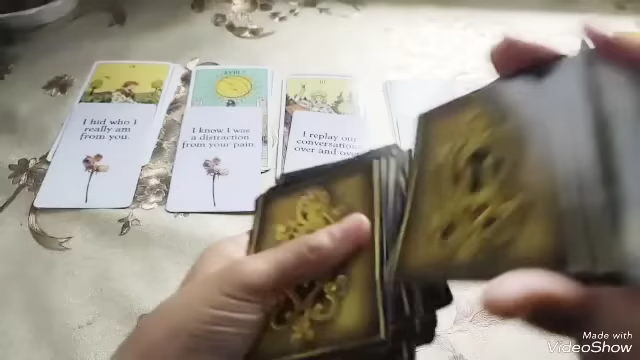 I hid who I
really am
from you.
XVIII
I know I was
a distraction
from your pain.
I replay our
conversations
over and over
Made with
VideoShow